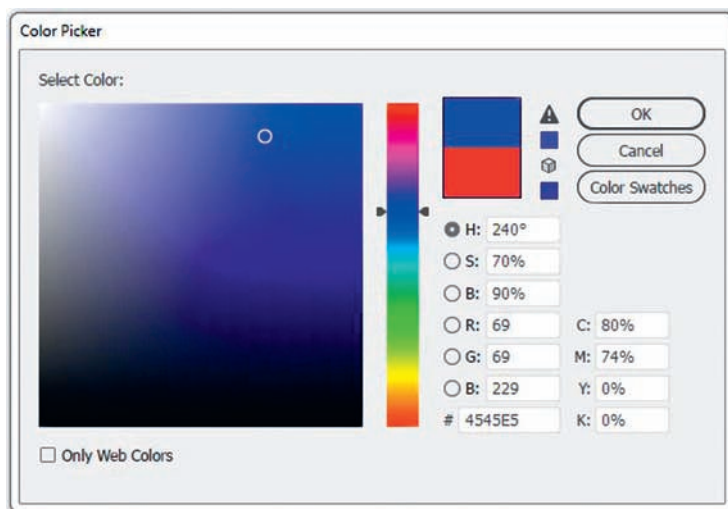 Color Picker
Select Color:
OK
Cancel
Color Swatches
H: 240°
S: 70%
B: 90%
R: 69 C: 80%
G: 69 M: 74%
B: 229 Y: 0%
# 4545E5 K: 0%
Only Web Colors